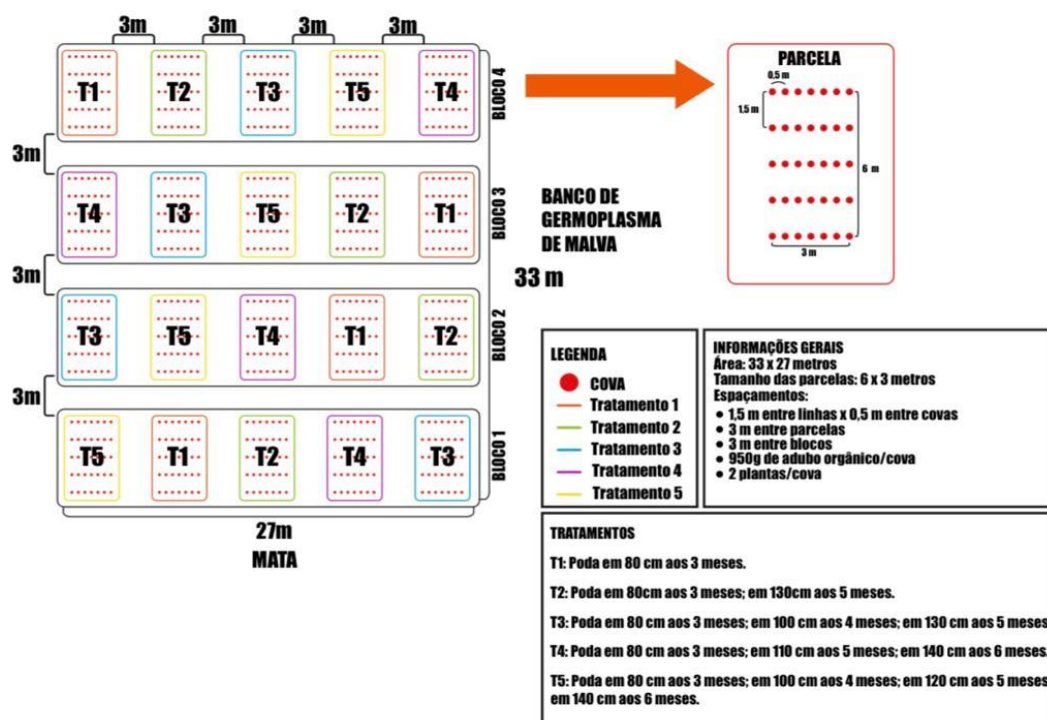 3m 3m 3m 3m
T1 T2 T3 T5 T4
BLOCO 4
3m
T4 T3 T5 T2 T1
BLOCO 3
3m
T3 T5 T4 T1 T2
BLOCO 2
3m
T5 T1 T2 T4 T3
BLOCO 1
27m
MATA
33 m
BANCO DE
GERMOPLASMA
DE MALVA
PARCELA
0,5 m
1,5 m
6 m
3 m
LEGENDA
COVA
Tratamento 1
Tratamento 2
Tratamento 3
Tratamento 4
Tratamento 5
INFORMAÇÕES GERAIS
Área: 33 x 27 metros
Tamanho das parcelas: 6 x 3 metros
Espaçamentos:
• 1,5 m entre linhas x 0,5 m entre covas
• 3 m entre parcelas
• 3 m entre blocos
• 950g de adubo orgânico/cova
• 2 plantas/cova
TRATAMENTOS
T1: Poda em 80 cm aos 3 meses.
T2: Poda em 80cm aos 3 meses; em 130cm aos 5 meses.
T3: Poda em 80 cm aos 3 meses; em 100 cm aos 4 meses; em 130 cm aos 5 meses
T4: Poda em 80 cm aos 3 meses; em 110 cm aos 5 meses; em 140 cm aos 6 meses.
T5: Poda em 80 cm aos 3 meses; em 100 cm aos 4 meses; em 120 cm aos 5 meses
em 140 cm aos 6 meses.